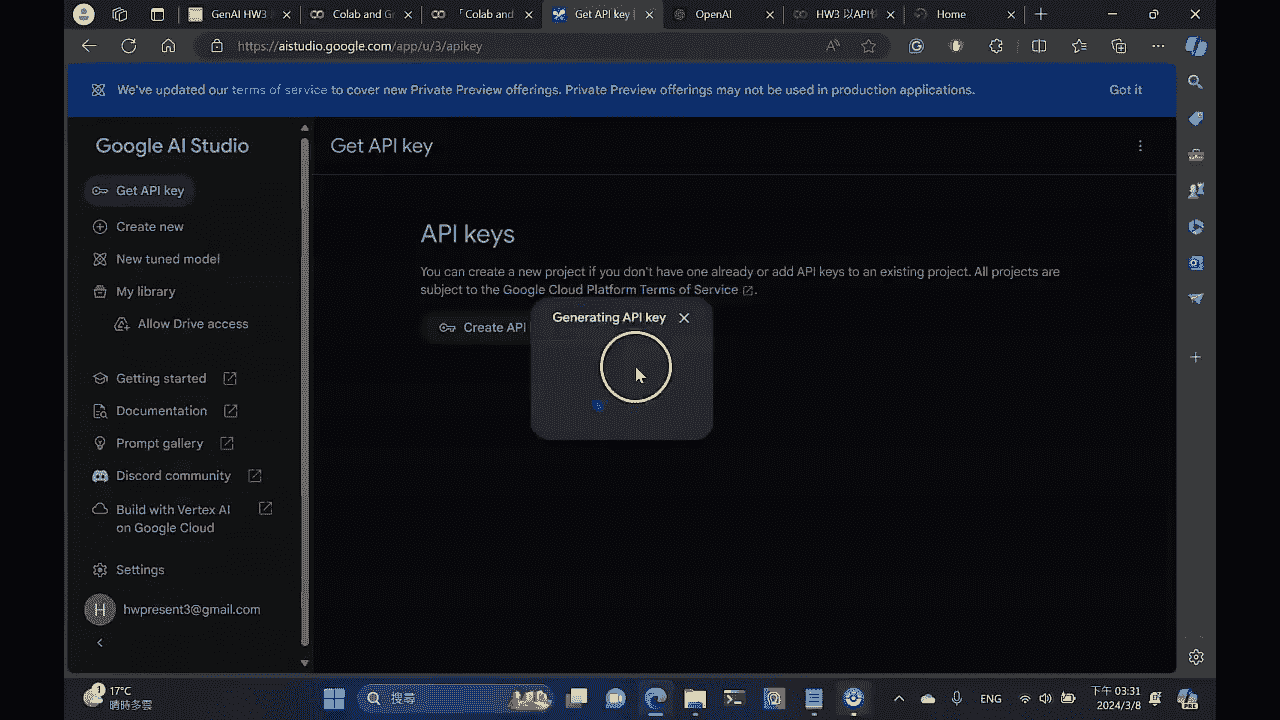 GenAI HW3
Colab and Gr
「Colab and
Get API key |
OpenAI
HW3 以API快
Home
https://aistudio.google.com/app/u/3/apikey
We've updated our terms of service to cover new Private Preview offerings. Private Preview offerings may not be used in production applications.
Got it
Google AI Studio
Get API key
Get API key
Create new
New tuned model
My library
Allow Drive access
Getting started
Documentation
Prompt gallery
Discord community
Build with Vertex AI
on Google Cloud
Settings
H
hwpresent3@gmail.com
API keys
You can create a new project if you don't have one already or add API keys to an existing project. All projects are
subject to the Google Cloud Platform Terms of Service.
Create API
Generating API key
1
17°C
晴時多雲
搜尋
ENG
下午 03:31
2024/3/8